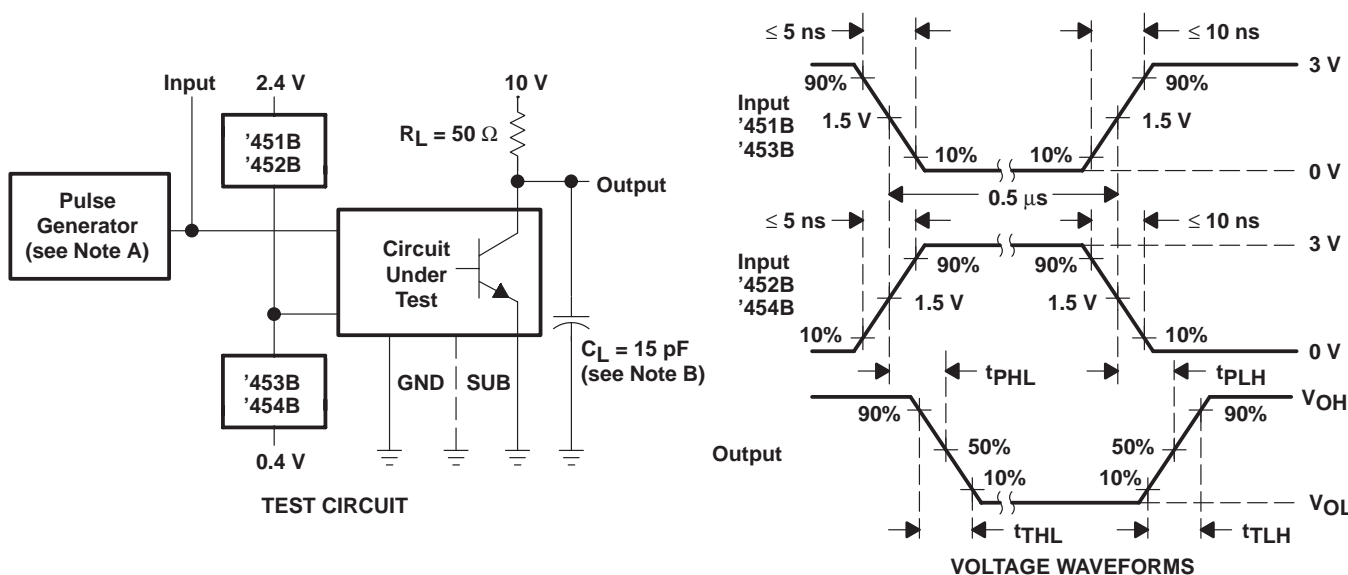 Input
2.4 V
10 V
RL = 50 Ω
'451B
'452B
Output
Pulse
Generator
(see Note A)
Circuit
Under
Test
'453B
'454B
GND
SUB
CL = 15 pF
(see Note B)
0.4 V
TEST CIRCUIT
≤ 5 ns
≤ 10 ns
3 V
90%
90%
Input
'451B
'453B
1.5 V
1.5 V
10%
10%
0 V
0.5 μs
≤ 5 ns
≤ 10 ns
3 V
Input
'452B
'454B
90%
90%
1.5 V
1.5 V
10%
10%
0 V
tPHL
tPLH
VOH
90%
90%
Output
50%
50%
10%
10%
VOL
tTHL
tTLH
VOLTAGE WAVEFORMS